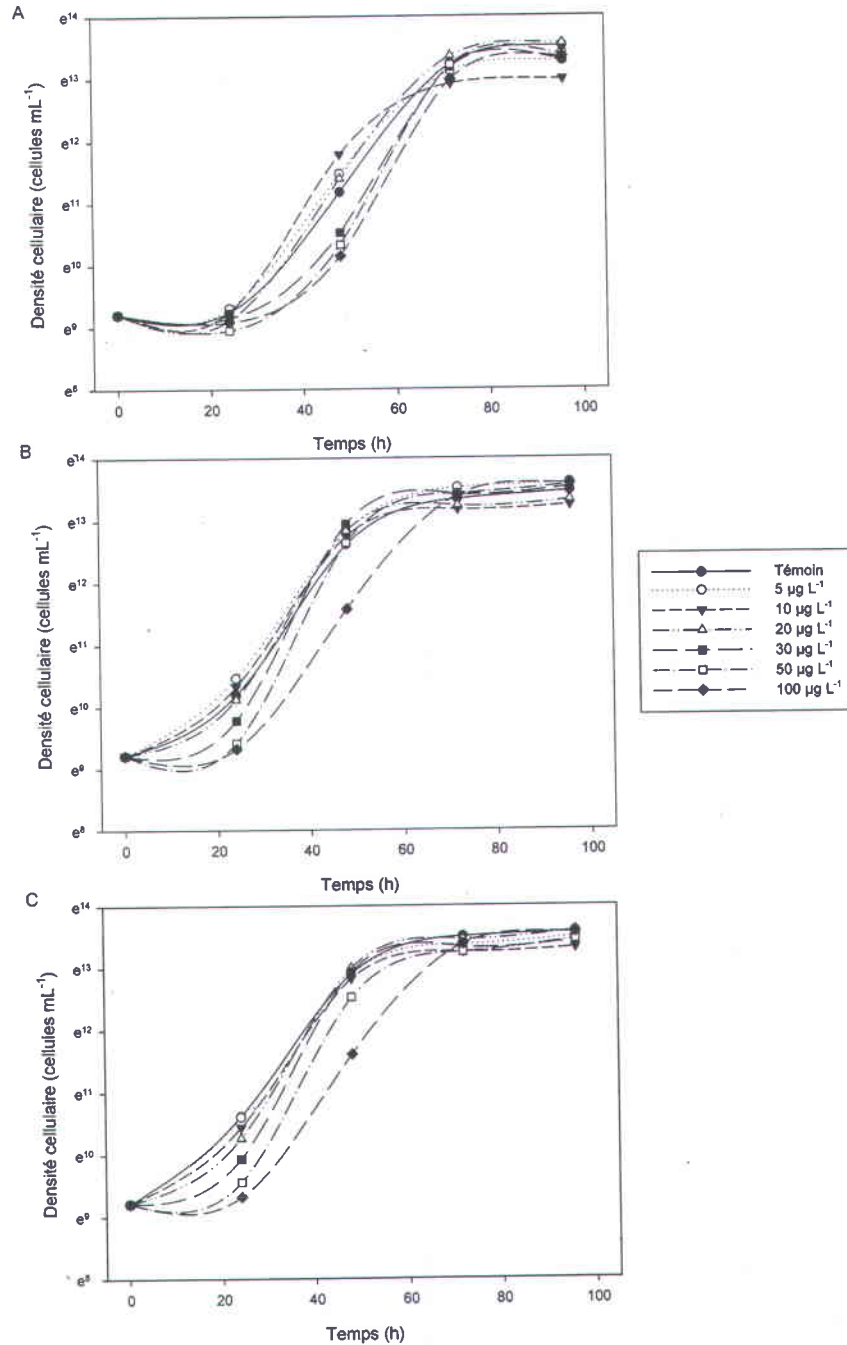 A
Densité cellulaire (cellules mL⁻¹)
e¹⁴
e¹³
e¹²
e¹¹
e¹⁰
e⁹
e⁸
0 20 40 60 80 100
Temps (h)
B
Densité cellulaire (cellules mL⁻¹)
e¹⁴
e¹³
e¹²
e¹¹
e¹⁰
e⁹
e⁸
0 20 40 60 80 100
Temps (h)
Témoin
5 µg L⁻¹
10 µg L⁻¹
20 µg L⁻¹
30 µg L⁻¹
50 µg L⁻¹
100 µg L⁻¹
C
Densité cellulaire (cellules mL⁻¹)
e¹⁴
e¹³
e¹²
e¹¹
e¹⁰
e⁹
e⁸
0 20 40 60 80 100
Temps (h)